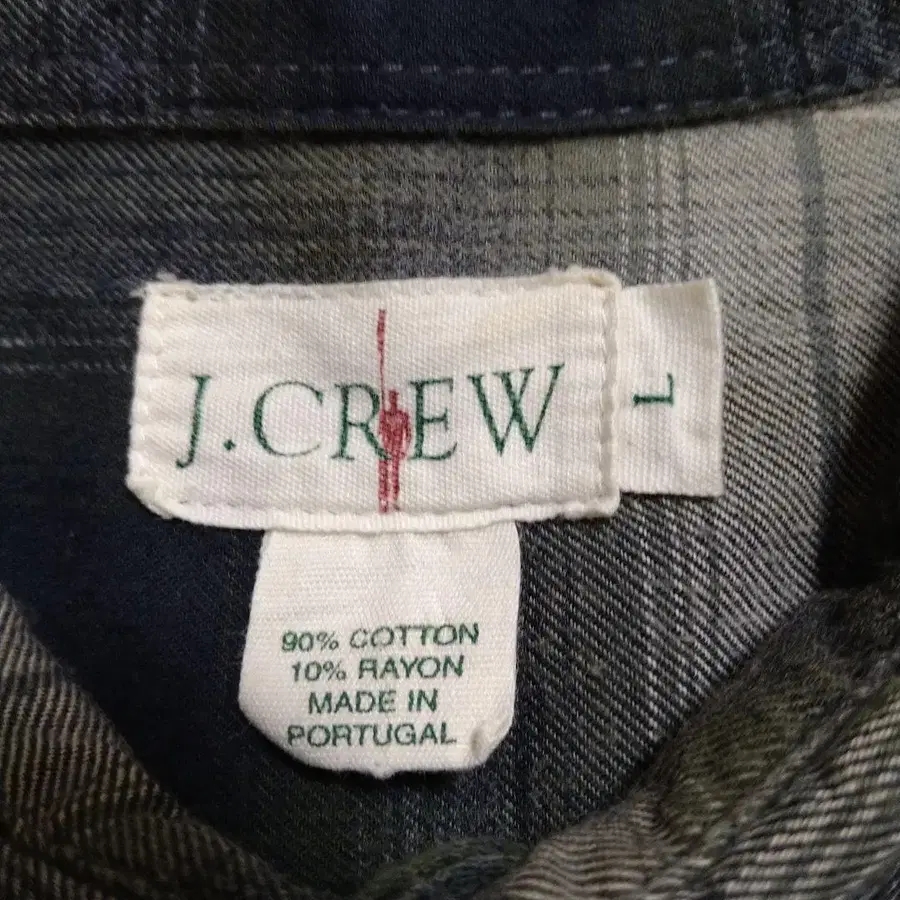 J.CREW
L
90% COTTON
10% RAYON
MADE IN
PORTUGAL